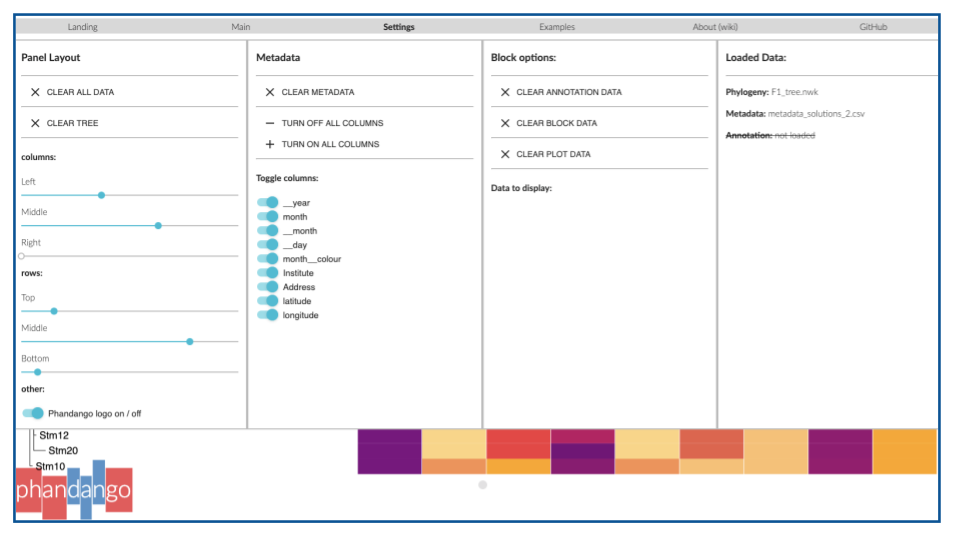 Landing Main Settings Examples About (wiki) GitHub
Panel Layout
CLEAR ALL DATA
CLEAR TREE
columns:
Left
Middle
Right
rows:
Top
Middle
Bottom
other:
Phandango logo on / off
Metadata
CLEAR METADATA
TURN OFF ALL COLUMNS
TURN ON ALL COLUMNS
Toggle columns:
__year
month
__month
__day
month__colour
Institute
Address
latitude
longitude
Block options:
CLEAR ANNOTATION DATA
CLEAR BLOCK DATA
CLEAR PLOT DATA
Data to display:
Loaded Data:
Phylogeny: F1_tree.nwk
Metadata: metadata_solutions_2.csv
Annotation: not loaded
Stm12
Stm20
Stm10
phandango